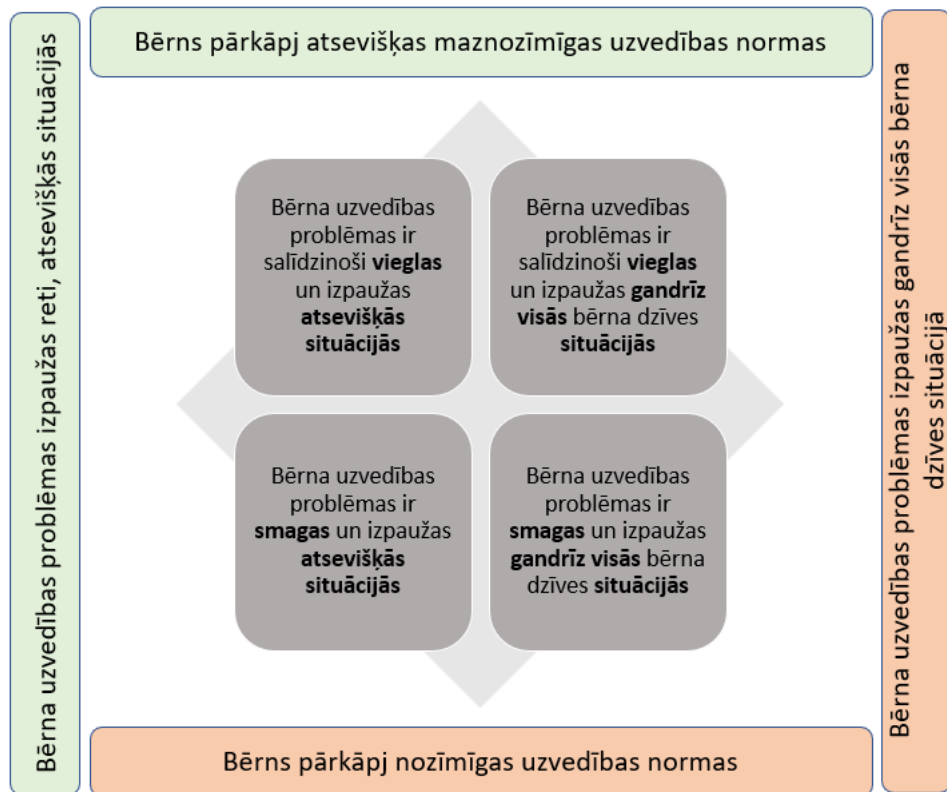 Bērns pārkāpj atsevišķas maznozīmīgas uzvedības normas
Bērna uzvedības problēmas izpaužas reti, atsevišķās situācijās
Bērna uzvedības
problēmas ir
salīdzinoši vieglas
un izpaužas
atsevišķās
situācijās
Bērna uzvedības
problēmas ir
salīdzinoši vieglas
un izpaužas gandrīz
visās bērna dzīves
situācijās
Bērna uzvedības
problēmas ir
smagas un izpaužas
atsevišķās
situācijās
Bērna uzvedības
problēmas ir
smagas un izpaužas
gandrīz visās bērna
dzīves situācijās
Bērna uzvedības problēmas izpaužas gandrīz visās bērna
dzīves situācijā
Bērns pārkāpj nozīmīgas uzvedības normas